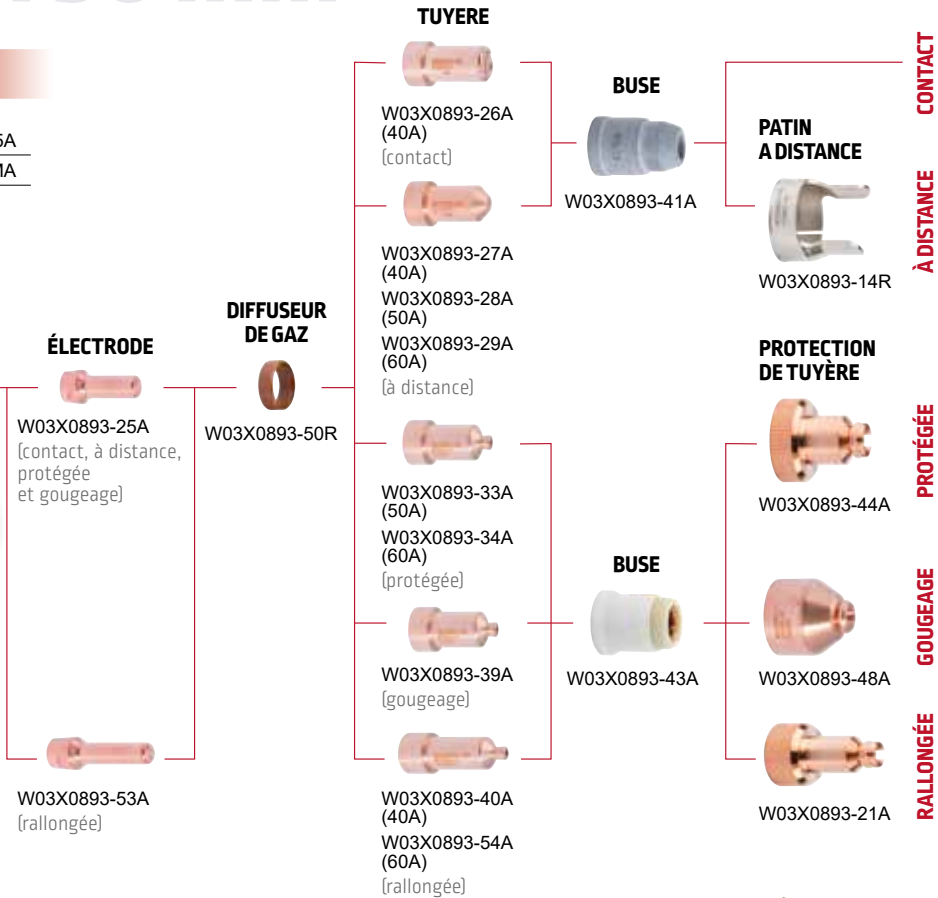 TUYERE
W03X0893-26A
(40A)
(contact)
W03X0893-27A
(40A)
W03X0893-28A
(50A)
W03X0893-29A
(60A)
(à distance)
W03X0893-33A
(50A)
W03X0893-34A
(60A)
(protégée)
W03X0893-39A
(gougeage)
W03X0893-40A
(40A)
W03X0893-54A
(60A)
(rallongée)
BUSE
W03X0893-41A
PATIN
A DISTANCE
W03X0893-14R
CONTACT
À DISTANCE
DIFFUSEUR
DE GAZ
W03X0893-50R
ÉLECTRODE
W03X0893-25A
(contact, à distance,
protégée
et gougeage)
W03X0893-53A
(rallongée)
BUSE
W03X0893-43A
PROTECTION
DE TUYÈRE
W03X0893-44A
W03X0893-48A
W03X0893-21A
PROTÉGÉE
GOUGEAGE
RALLONGÉE